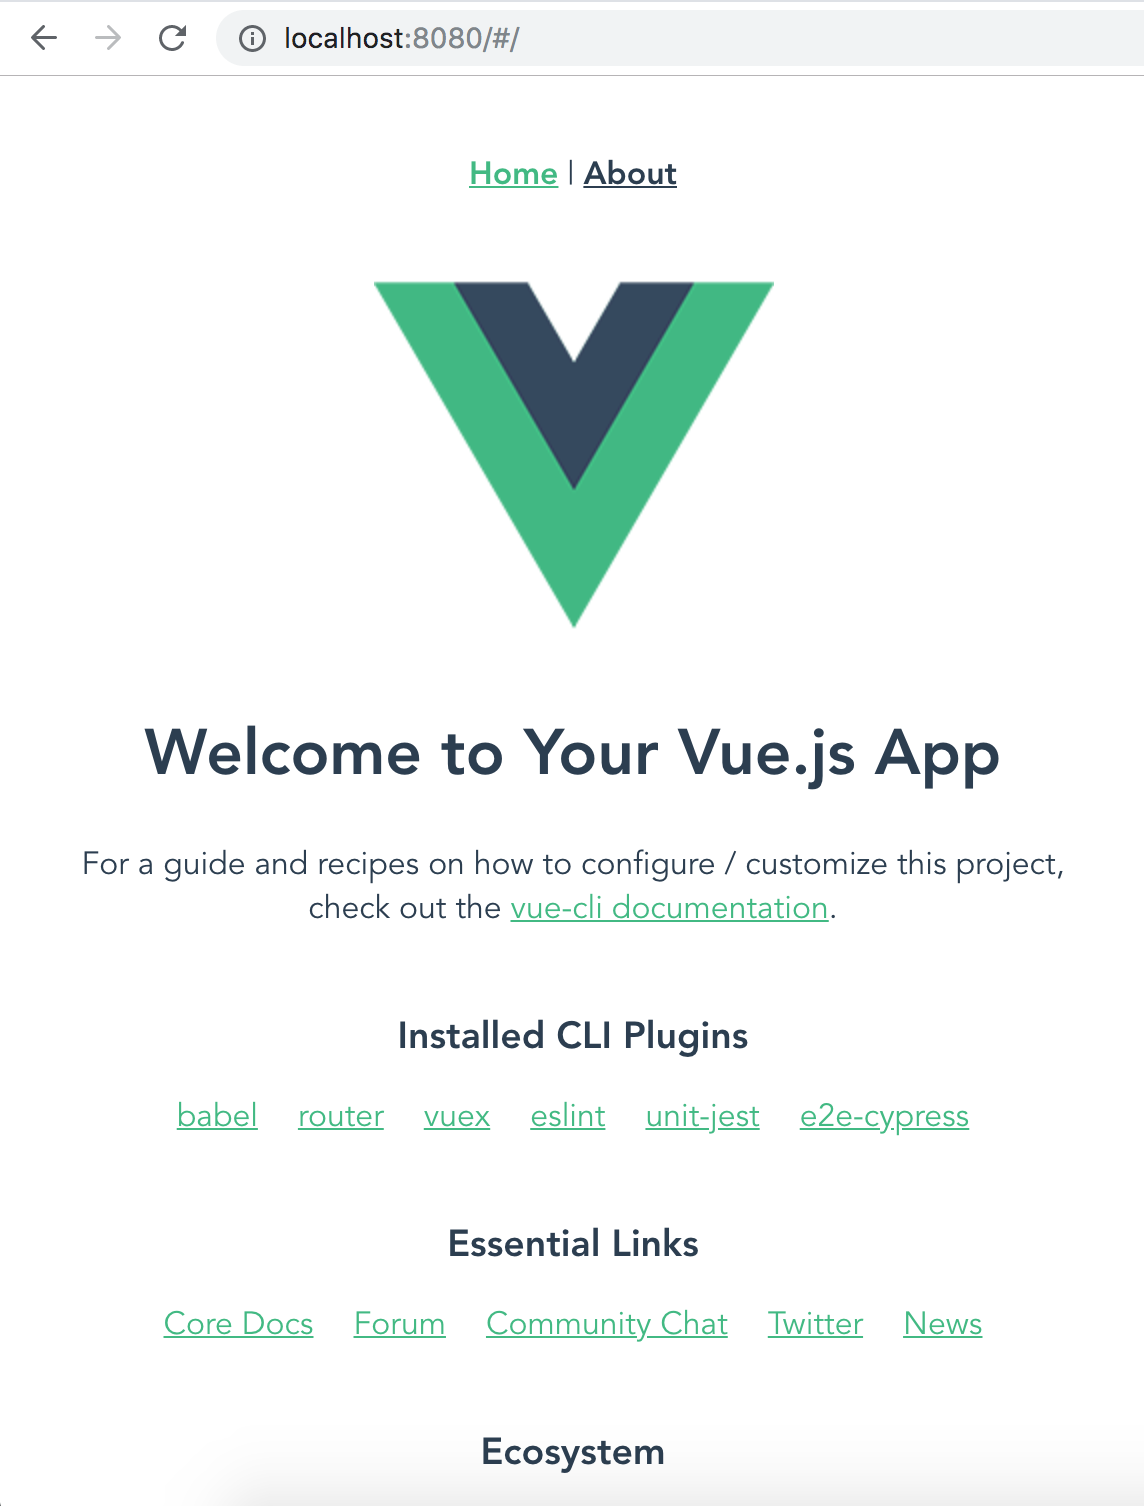 localhost:8080/#/
Home | About
Welcome to Your Vue.js App
For a guide and recipes on how to configure / customize this project,
check out the vue-cli documentation.
Installed CLI Plugins
babel router vuex eslint unit-jest e2e-cypress
Essential Links
Core Docs Forum Community Chat Twitter News
Ecosystem